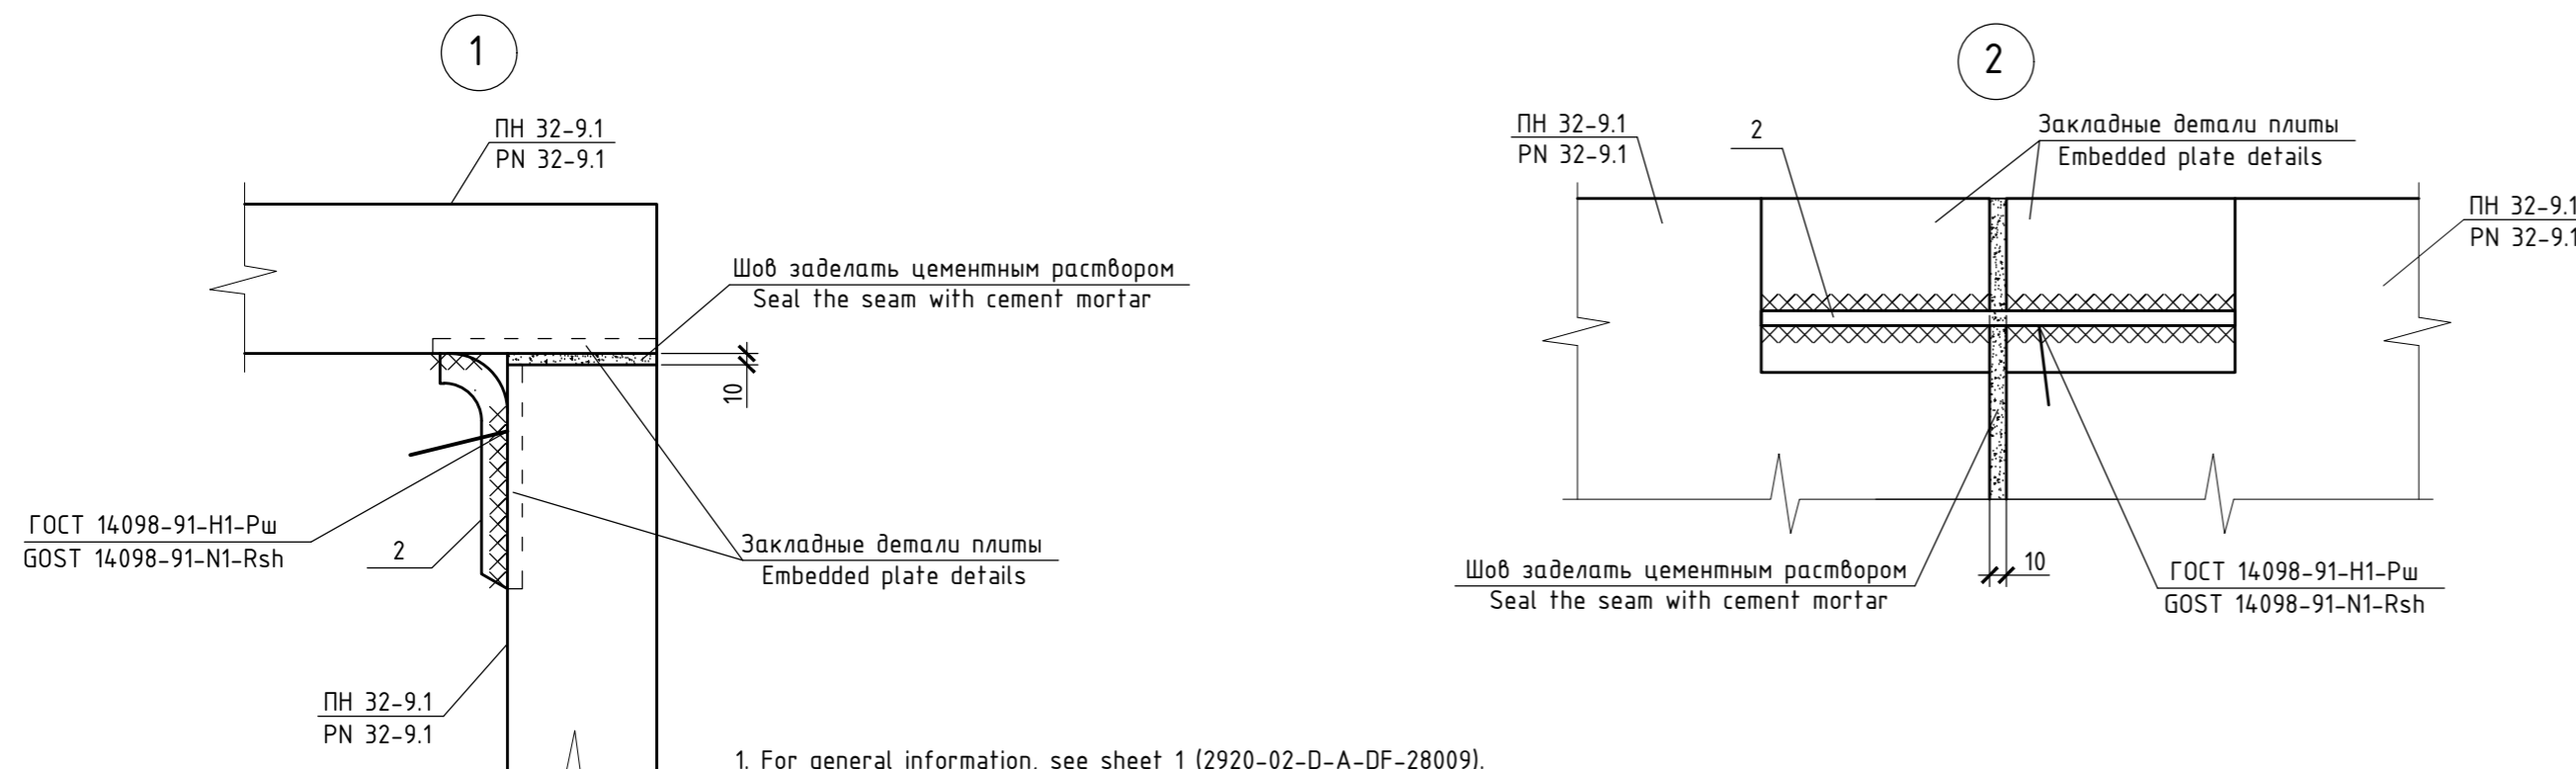 1
ПН 32-9.1
PN 32-9.1
Шов заделать цементным раствором
Seal the seam with cement mortar
10
ГОСТ 14098-91-Н1-Рш
GOST 14098-91-N1-Rsh
2
Закладные детали плиты
Embedded plate details
ПН 32-9.1
PN 32-9.1
2
ПН 32-9.1
PN 32-9.1
2
Закладные детали плиты
Embedded plate details
ПН 32-9.1
PN 32-9.1
Шов заделать цементным раствором
Seal the seam with cement mortar
10
ГОСТ 14098-91-Н1-Рш
GOST 14098-91-N1-Rsh
1. For general information, see sheet 1 (2920-02-D-A-DF-28009).